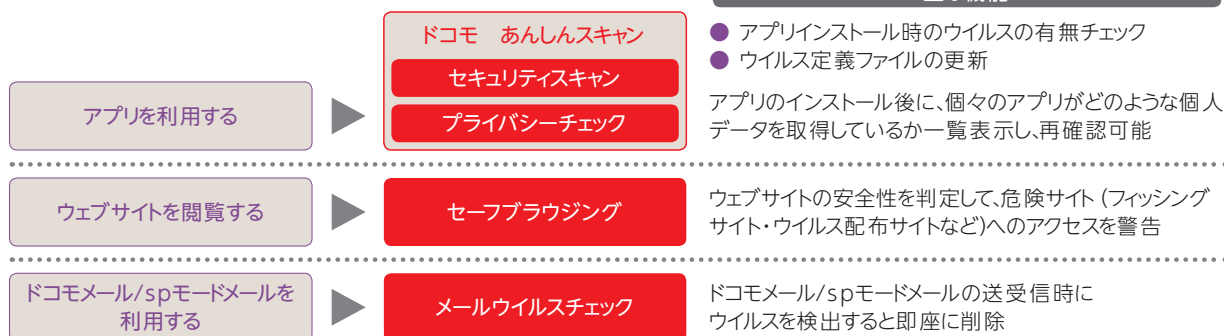 ドコモ あんしんスキャン
セキュリティスキャン
プライバシーチェック
アプリを利用する
● アプリインストール時のウイルスの有無チェック
● ウイルス定義ファイルの更新
アプリのインストール後に、個々のアプリがどのような個人
データを取得しているか一覧表示し、再確認可能
ウェブサイトを閲覧する
セーフブラウジング
ウェブサイトの安全性を判定して、危険サイト (フィッシング
サイト・ウイルス配布サイトなど)へのアクセスを警告
ドコモメール/spモードメールを
利用する
メールウイルスチェック
ドコモメール/spモードメールの送受信時に
ウイルスを検出すると即座に削除